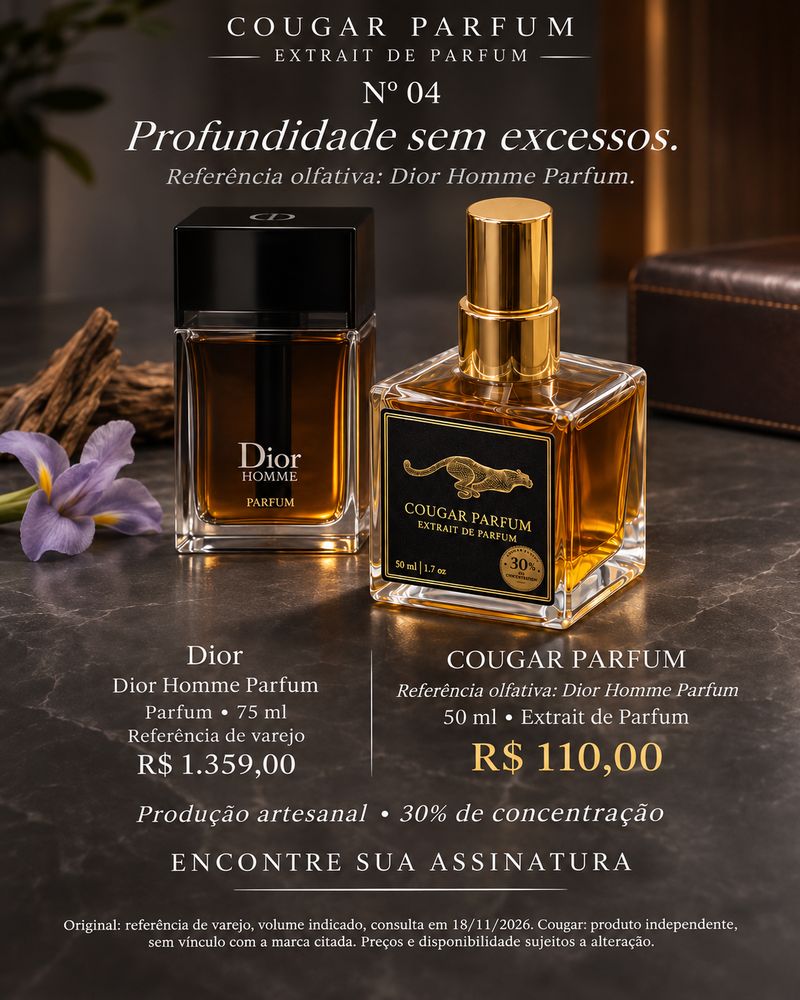 COUGAR PARFUM
EXTRAIT DE PARFUM
Nº 04
Profundidade sem excessos.
Referência olfativa: Dior Homme Parfum.
CD
Dior
HOMME
PARFUM
COUGAR PARFUM
EXTRAIT DE PARFUM
50 ml | 1.7 oz
30%
CONCENTRATION
Dior
Dior Homme Parfum
Parfum • 75 ml
Referência de varejo
R$ 1.359,00
COUGAR PARFUM
Referência olfativa: Dior Homme Parfum
50 ml • Extrait de Parfum
R$ 110,00
Produção artesanal • 30% de concentração
ENCONTRE SUA ASSINATURA
Original: referência de varejo, volume indicado, consulta em 18/11/2026. Cougar: produto independente,
sem vínculo com a marca citada. Preços e disponibilidade sujeitos a alteração.